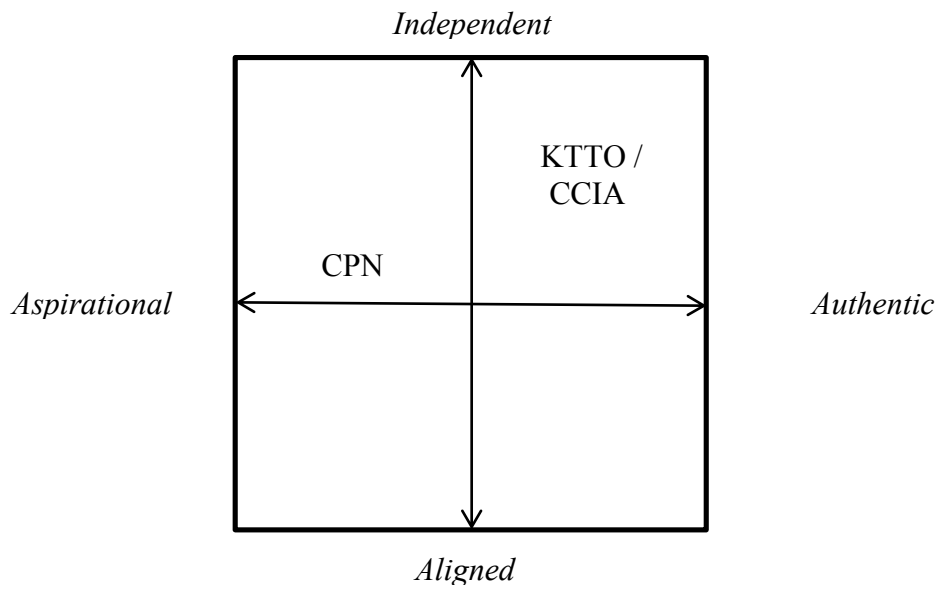 Independent
KTTO /
CCIA
CPN
Aspirational
Authentic
Aligned